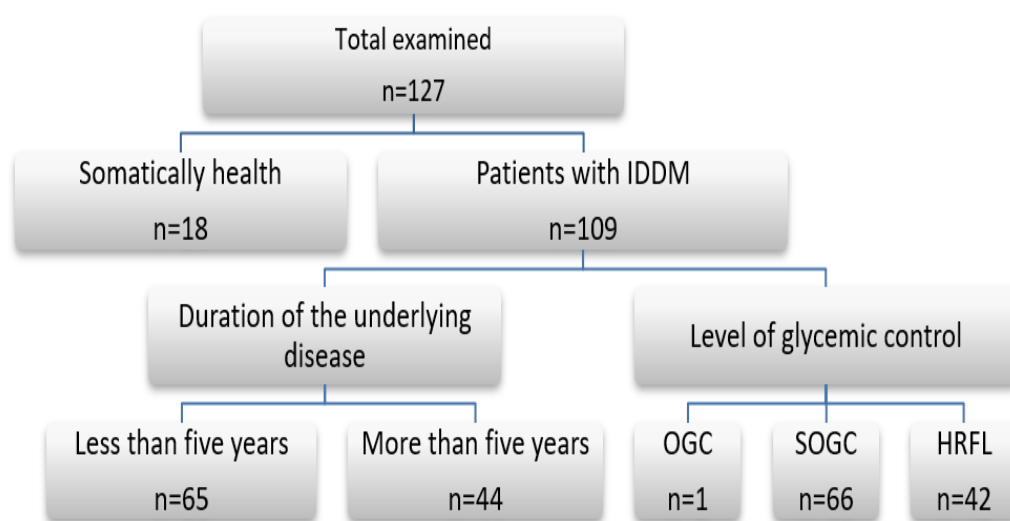 Total examined
n=127
Somatically health
n=18
Patients with IDDM
n=109
Duration of the underlying
disease
Level of glycemic control
Less than five years
n=65
More than five years
n=44
OGC
n=1
SOGC
n=66
HRFL
n=42